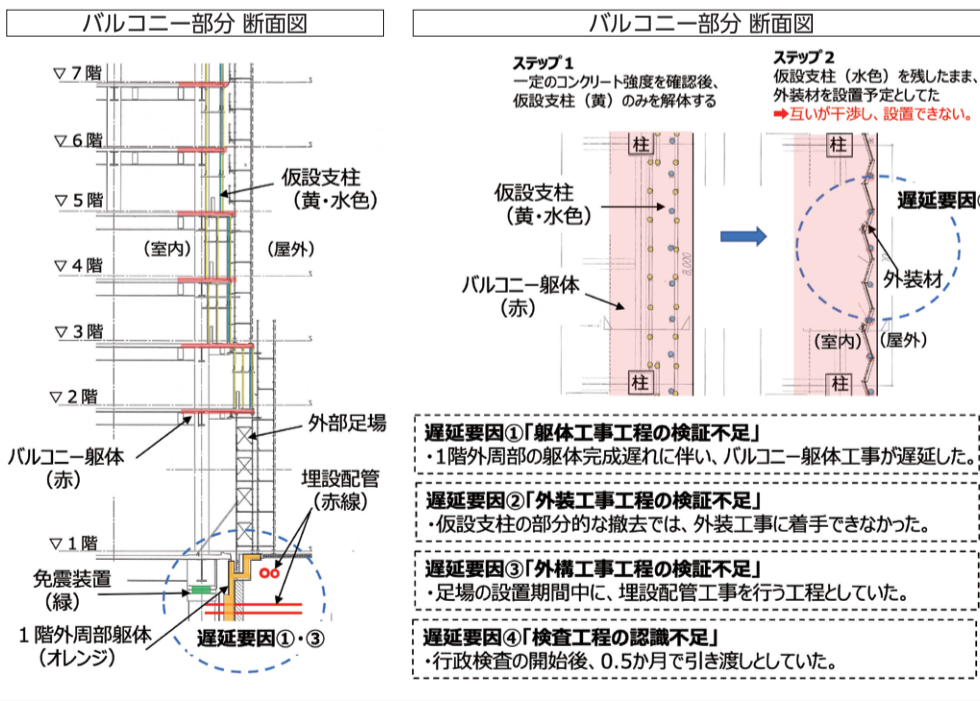 バルコニー部分 断面図
▽7階
▽6階
▽5階
▽4階
▽3階
▽2階
▽1階
仮設支柱
（黄・水色）
（室内）
（屋外）
外部足場
バルコニー躯体
（赤）
埋設配管
（赤線）
免震装置
（緑）
1階外周部躯体
（オレンジ）
遅延要因①・③
バルコニー部分 断面図
ステップ1
一定のコンクリート強度を確認後、
仮設支柱（黄）のみを解体する
ステップ2
仮設支柱（水色）を残したまま、
外装材を設置予定としてた
➡互いが干渉し、設置できない。
柱
仮設支柱
（黄・水色）
バルコニー躯体
（赤）
8,000
柱
柱
遅延要因
外装材
（室内）
（屋外）
柱
遅延要因①「躯体工事工程の検証不足」
・1階外周部の躯体完成遅れに伴い、バルコニー躯体工事が遅延した。
遅延要因②「外装工事工程の検証不足」
・仮設支柱の部分的な撤去では、外装工事に着手できなかった。
遅延要因③「外構工事工程の検証不足」
・足場の設置期間中に、埋設配管工事を行う工程としていた。
遅延要因④「検査工程の認識不足」
・行政検査の開始後、0.5か月で引き渡しとしていた。